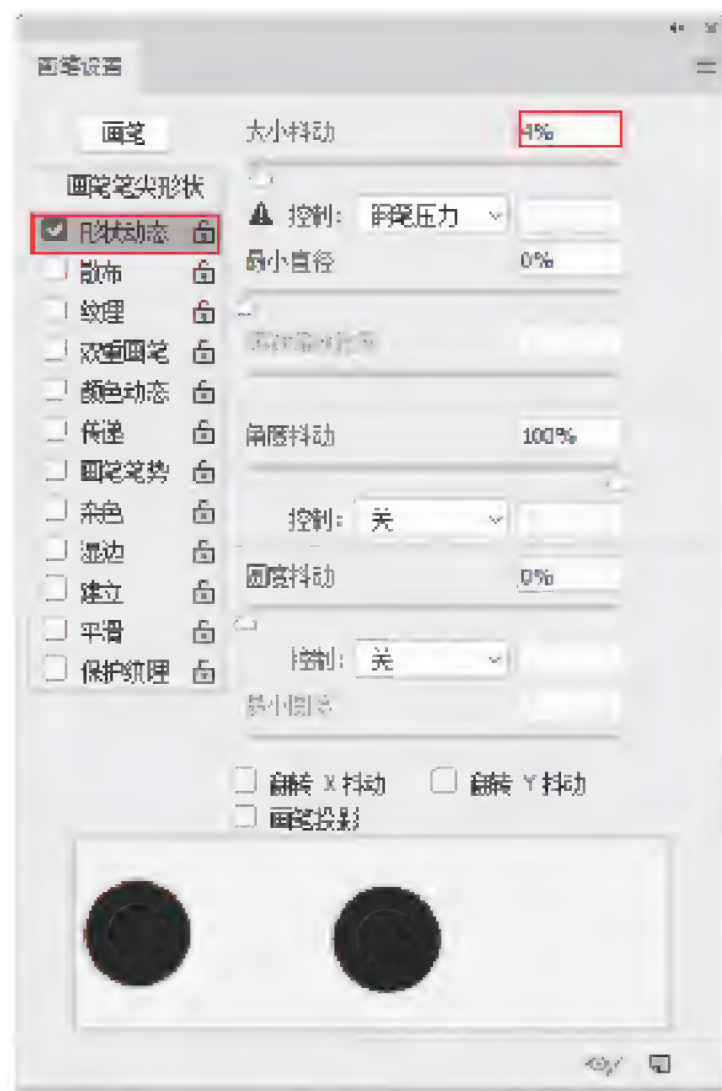 画笔设置
画笔
画笔笔尖形状
形状动态
散布
纹理
双重画笔
颜色动态
传递
画笔笔势
杂色
湿边
建立
平滑
保护纹理
大小抖动 4%
控制: 钢笔压力
最小直径 0%
角度抖动 100%
控制: 关
圆度抖动 0%
控制: 关
最小圆度
翻转 X 抖动 翻转 Y 抖动
画笔投影